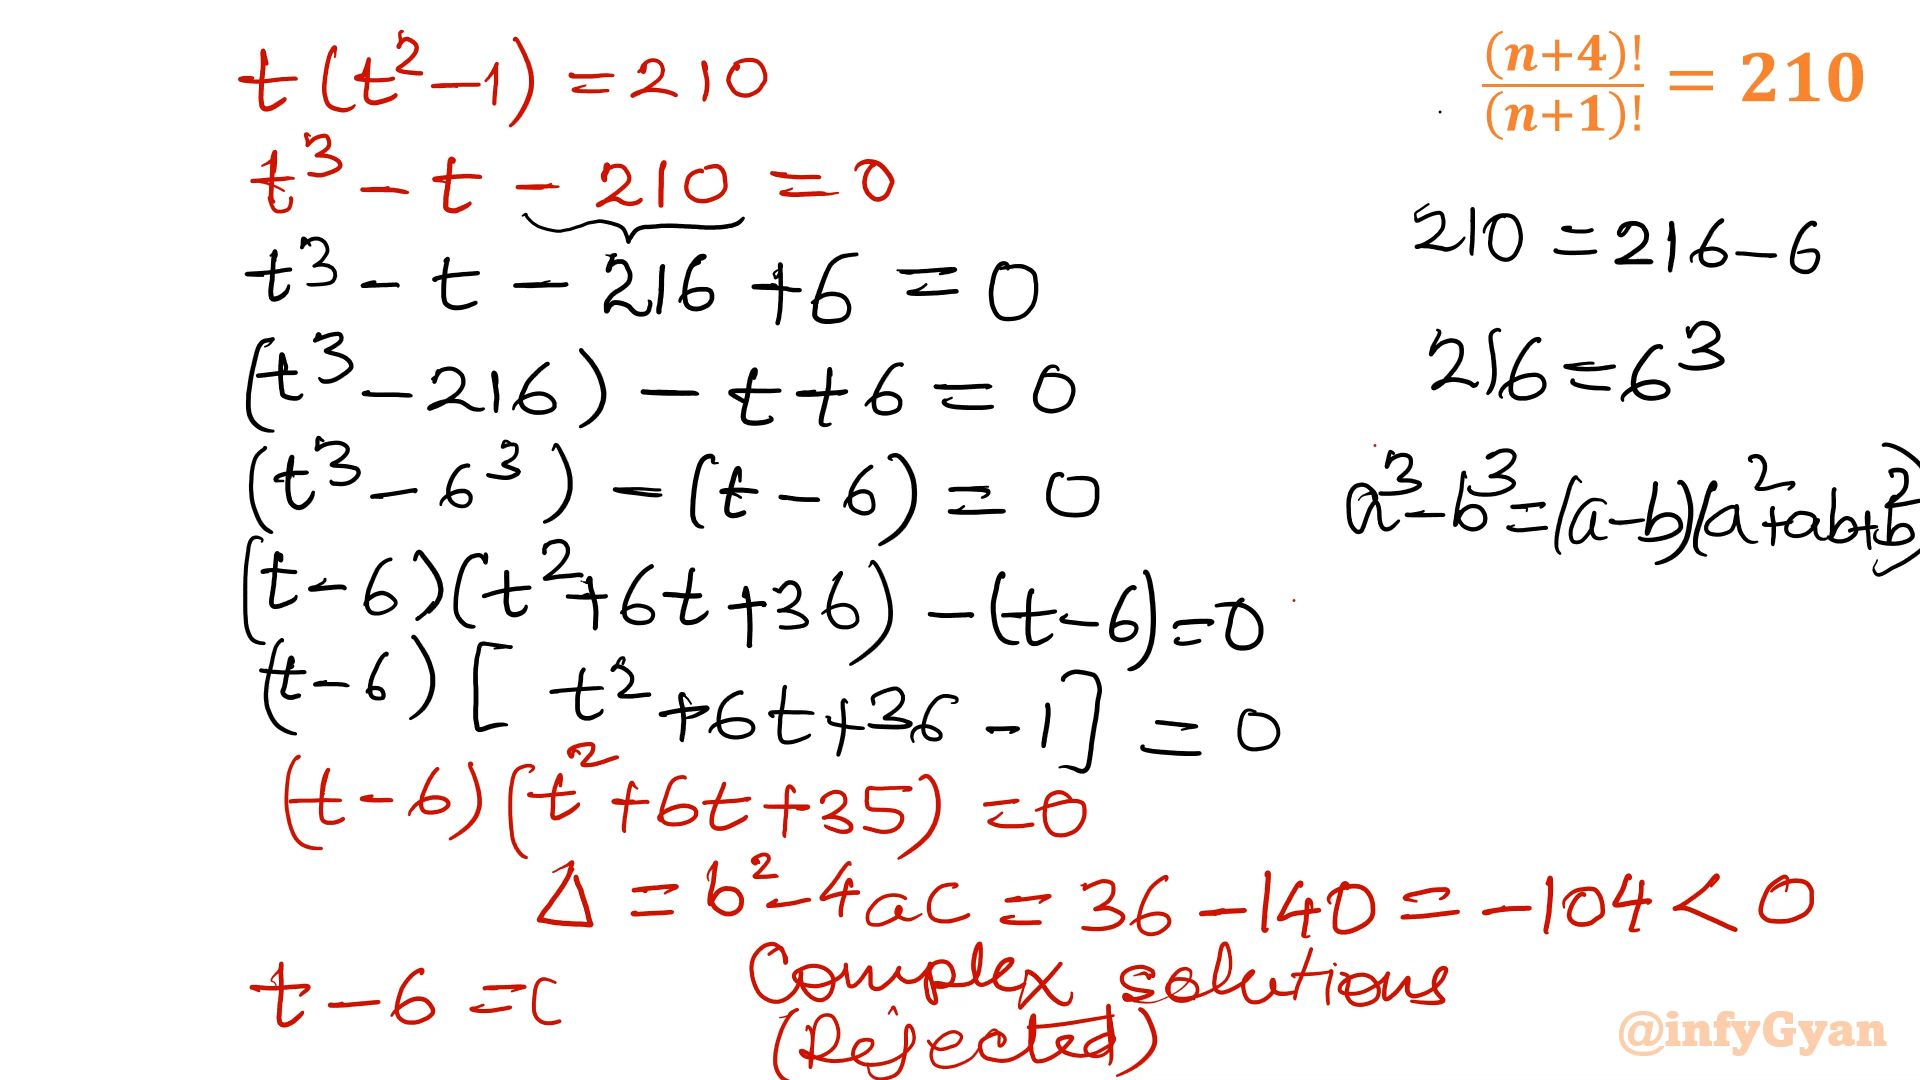 t(t²-1) = 210
t³ - t - 210 = 0
t³ - t - 216 + 6 = 0
(t³ - 216) - t + 6 = 0
(t³ - 6³) - (t - 6) = 0
(t-6)(t²+6t+36) - (t-6) = 0
(t-6)[t²+6t+36-1] = 0
(t-6)(t²+6t+35) = 0
Δ = b²-4ac = 36-140 = -104 < 0
t-6 = 0
Complex solutions
(Rejected)
(n+4)!/(n+1)! = 210
210 = 216-6
216 = 6³
a³-b³=(a-b)(a²+ab+b²)
@infyGyan